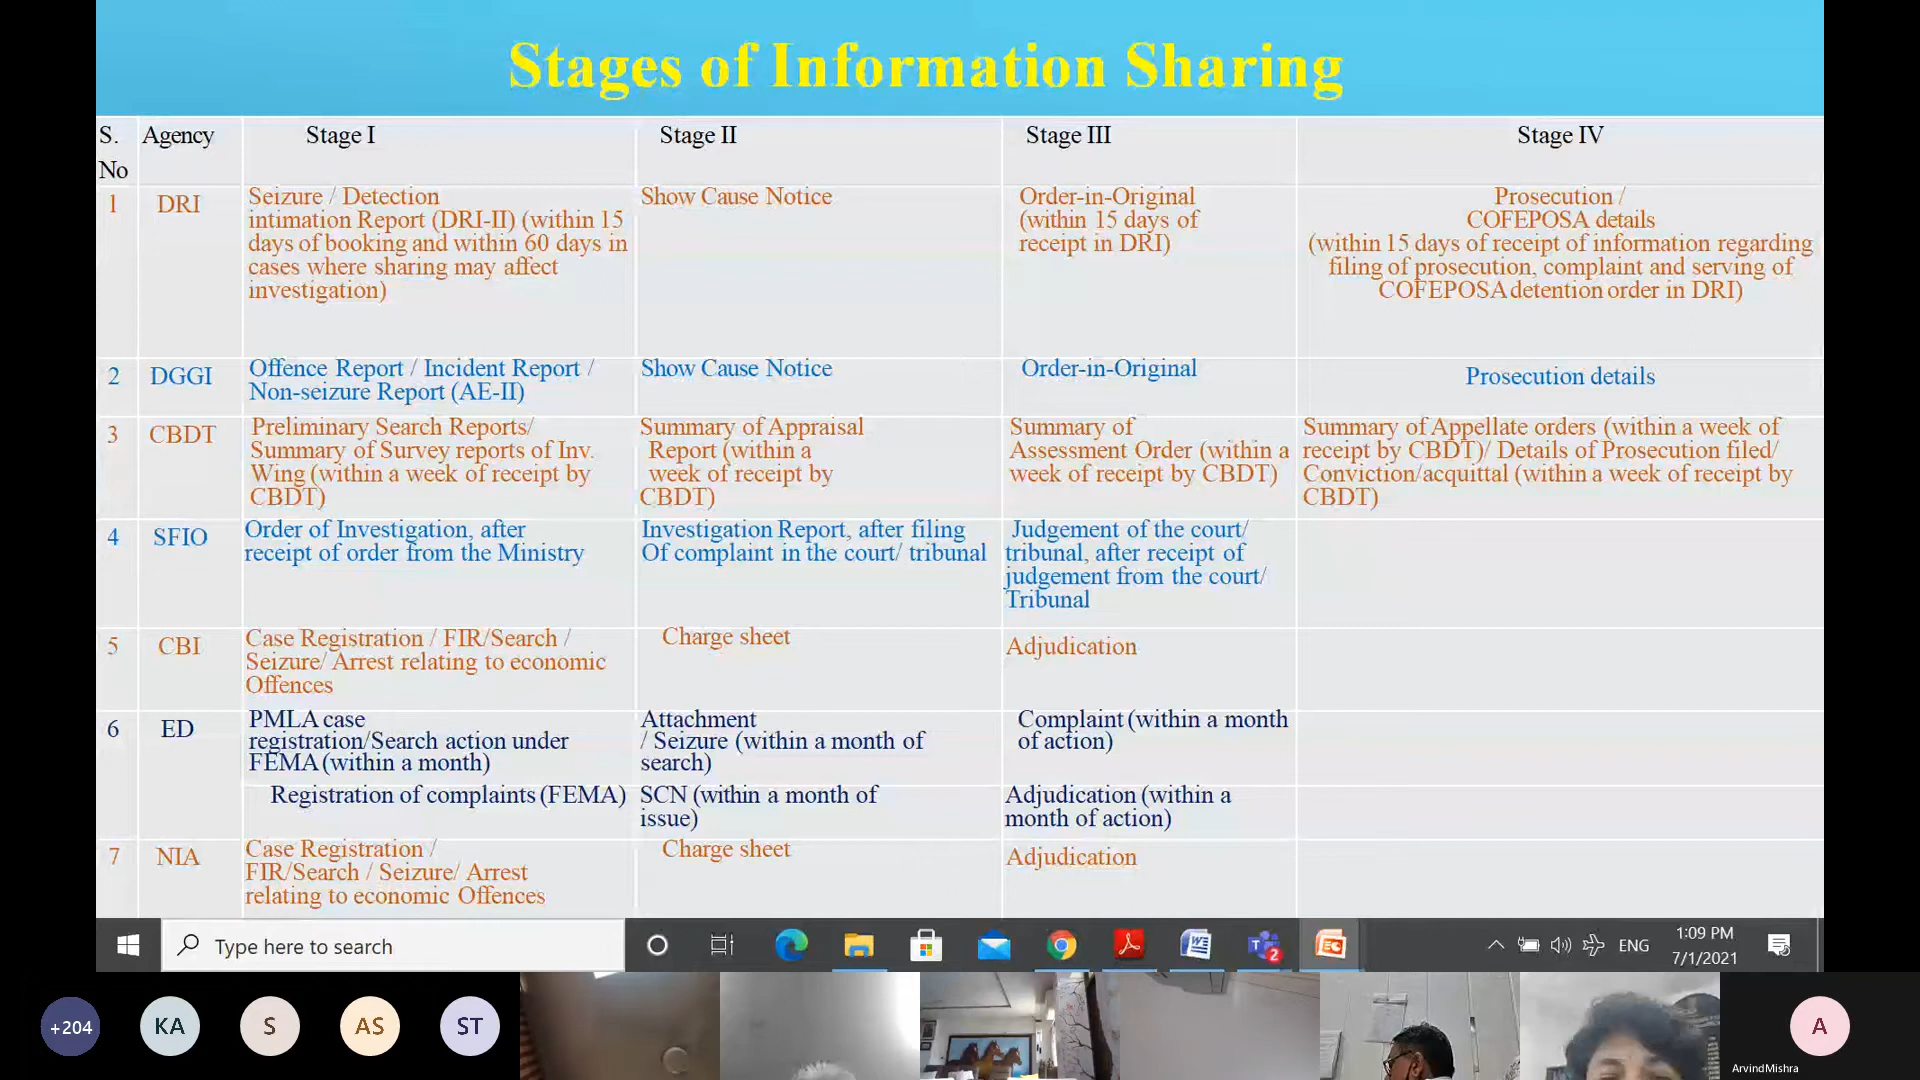 Stages of Information Sharing
S. No
Agency
Stage I
Stage II
Stage III
Stage IV
1
DRI
Seizure / Detection
intimation Report (DRI-II) (within 15
days of booking and within 60 days in
cases where sharing may affect
investigation)
Show Cause Notice
Order-in-Original
(within 15 days of
receipt in DRI)
Prosecution /
COFEPOSA details
(within 15 days of receipt of information regarding
filing of prosecution, complaint and serving of
COFEPOSA detention order in DRI)
2
DGGI
Offence Report / Incident Report /
Non-seizure Report (AE-II)
Show Cause Notice
Order-in-Original
Prosecution details
3
CBDT
Preliminary Search Reports/
Summary of Survey reports of Inv.
Wing (within a week of receipt by
CBDT)
Summary of Appraisal
Report (within a
week of receipt by
CBDT)
Summary of
Assessment Order (within a
week of receipt by CBDT)
Summary of Appellate orders (within a week of
receipt by CBDT)/ Details of Prosecution filed/
Conviction/acquittal (within a week of receipt by
CBDT)
4
SFIO
Order of Investigation, after
receipt of order from the Ministry
Investigation Report, after filing
Of complaint in the court/ tribunal
Judgement of the court/
tribunal, after receipt of
judgement from the court/
Tribunal
5
CBI
Case Registration / FIR/Search /
Seizure/ Arrest relating to economic
Offences
Charge sheet
Adjudication
6
ED
PMLA case
registration/Search action under
FEMA (within a month)
Attachment
/ Seizure (within a month of
search)
Complaint (within a month
of action)
Registration of complaints (FEMA)
SCN (within a month of
issue)
Adjudication (within a
month of action)
7
NIA
Case Registration /
FIR/Search / Seizure/ Arrest
relating to economic Offences
Charge sheet
Adjudication
Type here to search
2
ENG
1:09 PM
7/1/2021
+204
KA
S
AS
ST
A
ArvindMishra